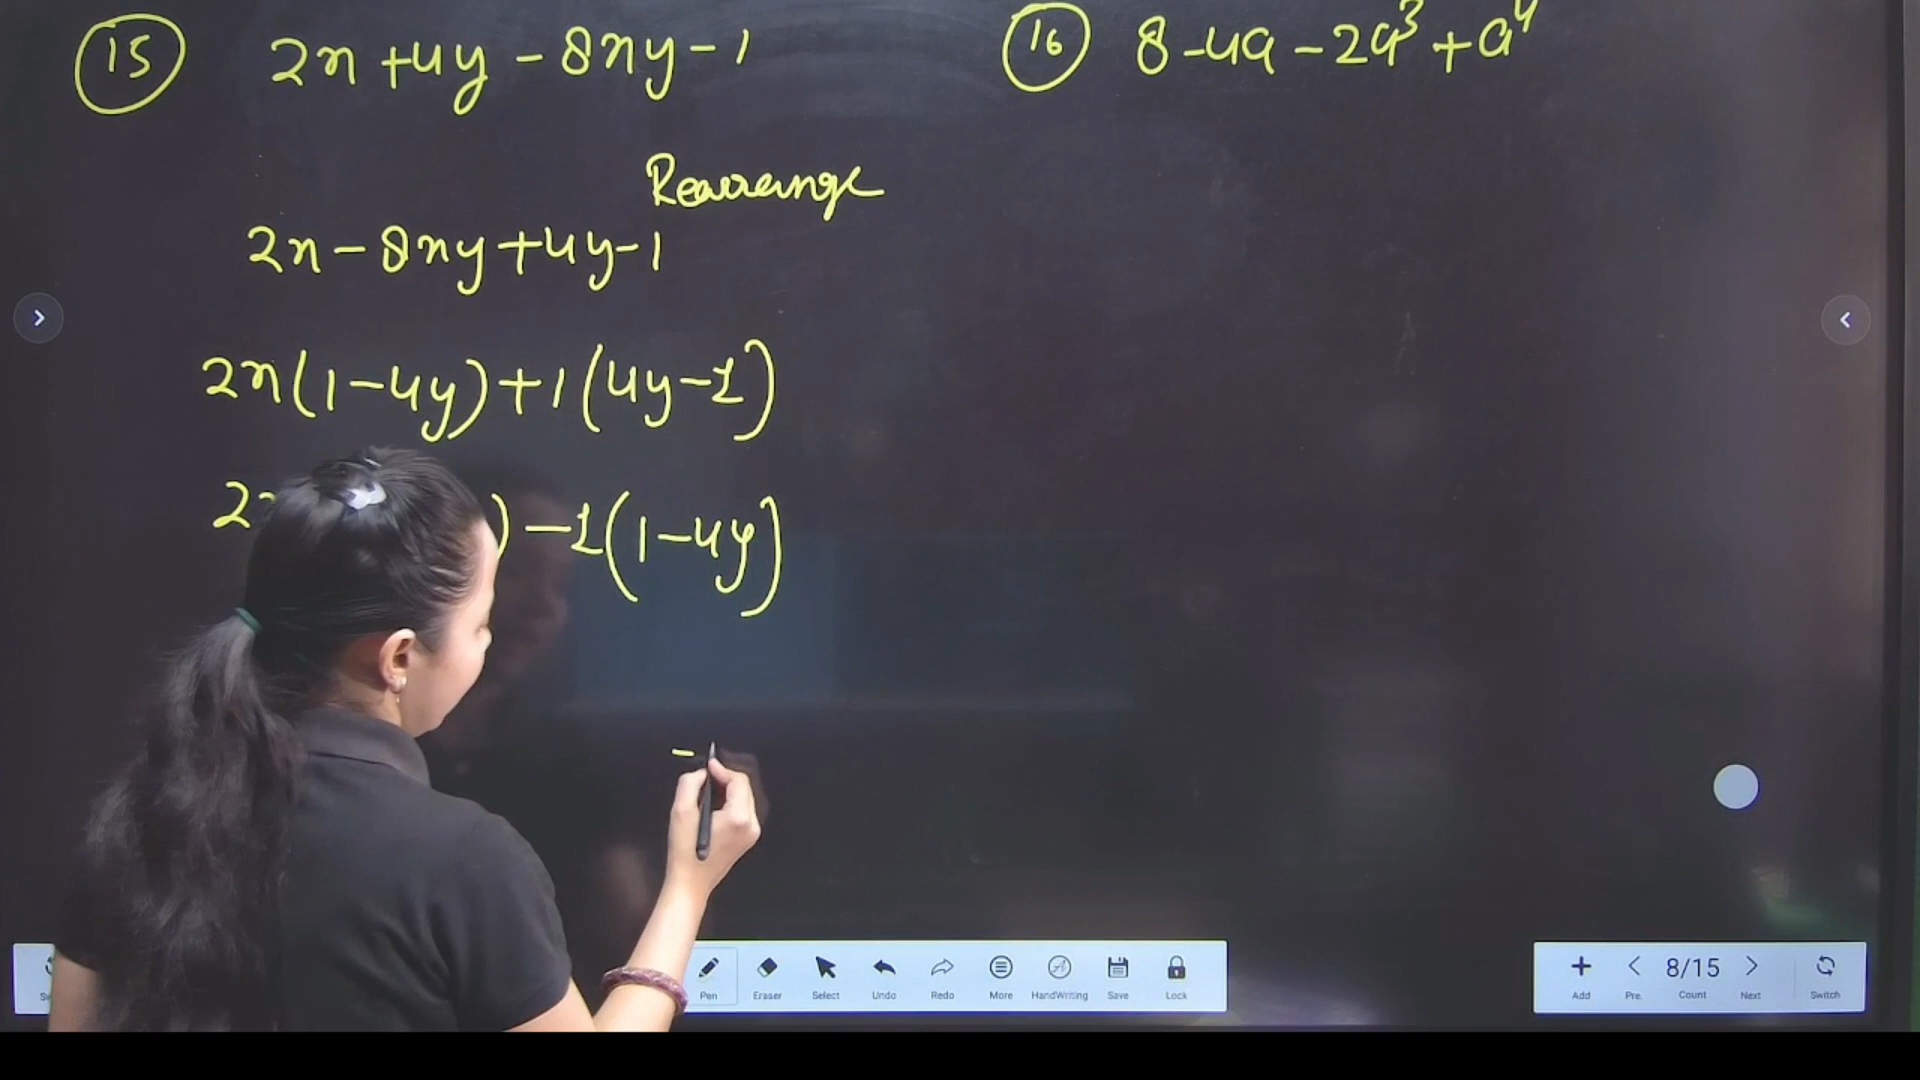 15 2x + 4y - 8xy - 1
16 8 - 4a - 2a³ + a⁴
Rearrange
2x - 8xy + 4y - 1
2x(1 - 4y) + 1(4y - 1)
2x ) - 1(1 - 4y)
-
Pen Eraser Select Undo Redo More HandWriting Save Lock
Add Pre. 8/15 Count Next Switch